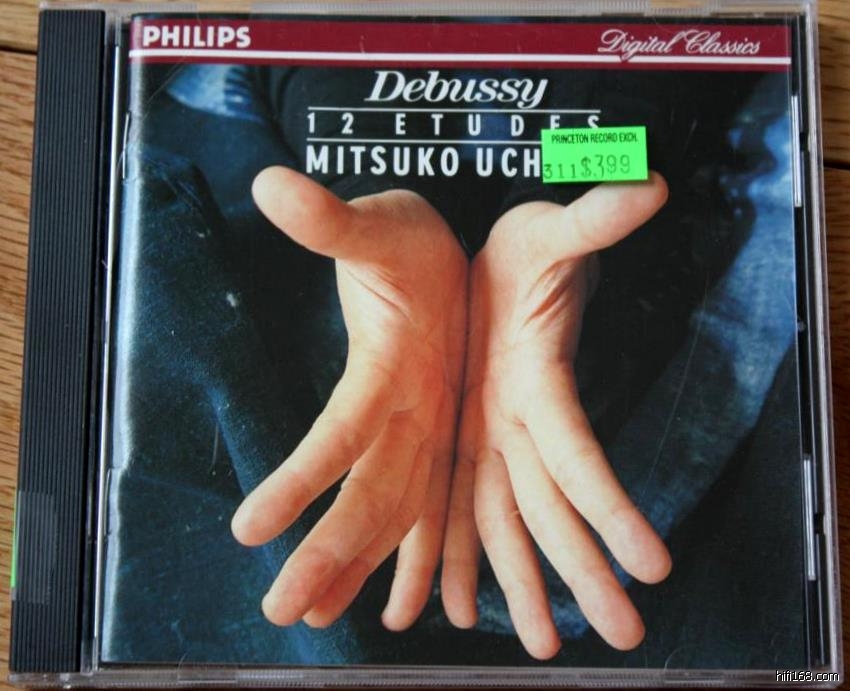 PHILIPS
Digital Classics
Debussy
12 ETUDES
MITSUKO UCH
PRINCETON RECORD EXCH.
311$3.99
hifi168.com